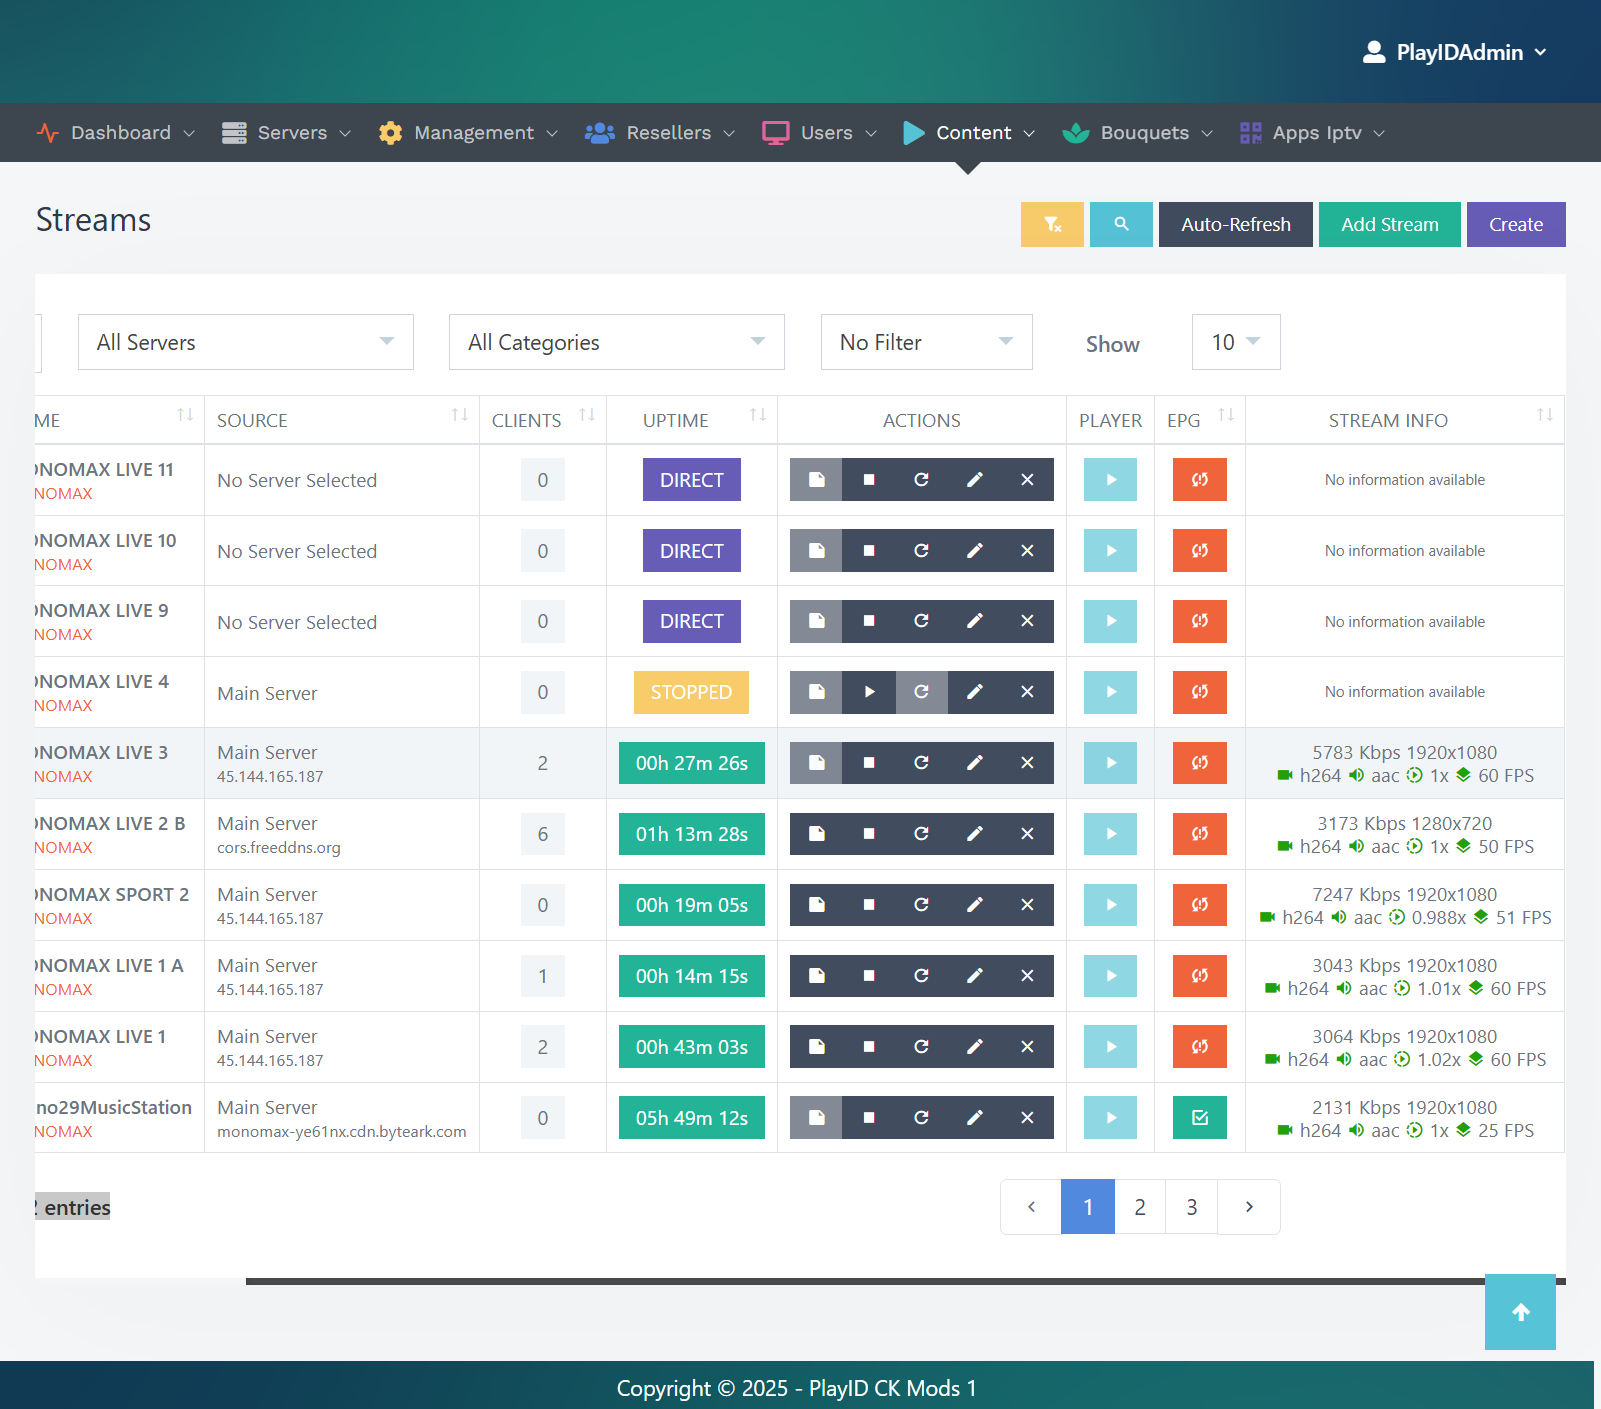 PlayIDAdmin
Dashboard Servers Management Resellers Users Content Bouquets Apps Iptv
Streams
Auto-Refresh Add Stream Create
All Servers All Categories No Filter Show 10
ME SOURCE CLIENTS UPTIME ACTIONS PLAYER EPG STREAM INFO
ONOMAX LIVE 11
NOMAX
No Server Selected 0 DIRECT No information available
ONOMAX LIVE 10
NOMAX
No Server Selected 0 DIRECT No information available
ONOMAX LIVE 9
NOMAX
No Server Selected 0 DIRECT No information available
ONOMAX LIVE 4
NOMAX
Main Server 0 STOPPED No information available
ONOMAX LIVE 3 Main Server 2 00h 27m 26s 5783 Kbps 1920x1080
NOMAX 45.144.165.187 h264 aac 1x 60 FPS
ONOMAX LIVE 2 B Main Server 6 01h 13m 28s 3173 Kbps 1280x720
NOMAX cors.freeddns.org h264 aac 1x 50 FPS
ONOMAX SPORT 2 Main Server 0 00h 19m 05s 7247 Kbps 1920x1080
NOMAX 45.144.165.187 h264 aac 0.988x 51 FPS
ONOMAX LIVE 1 A Main Server 1 00h 14m 15s 3043 Kbps 1920x1080
NOMAX 45.144.165.187 h264 aac 1.01x 60 FPS
ONOMAX LIVE 1 Main Server 2 00h 43m 03s 3064 Kbps 1920x1080
NOMAX 45.144.165.187 h264 aac 1.02x 60 FPS
no29MusicStation Main Server 0 05h 49m 12s 2131 Kbps 1920x1080
NOMAX monomax-ye61nx.cdn.byteark.com h264 aac 1x 25 FPS
2 entries
1 2 3
Copyright © 2025 - PlayID CK Mods 1